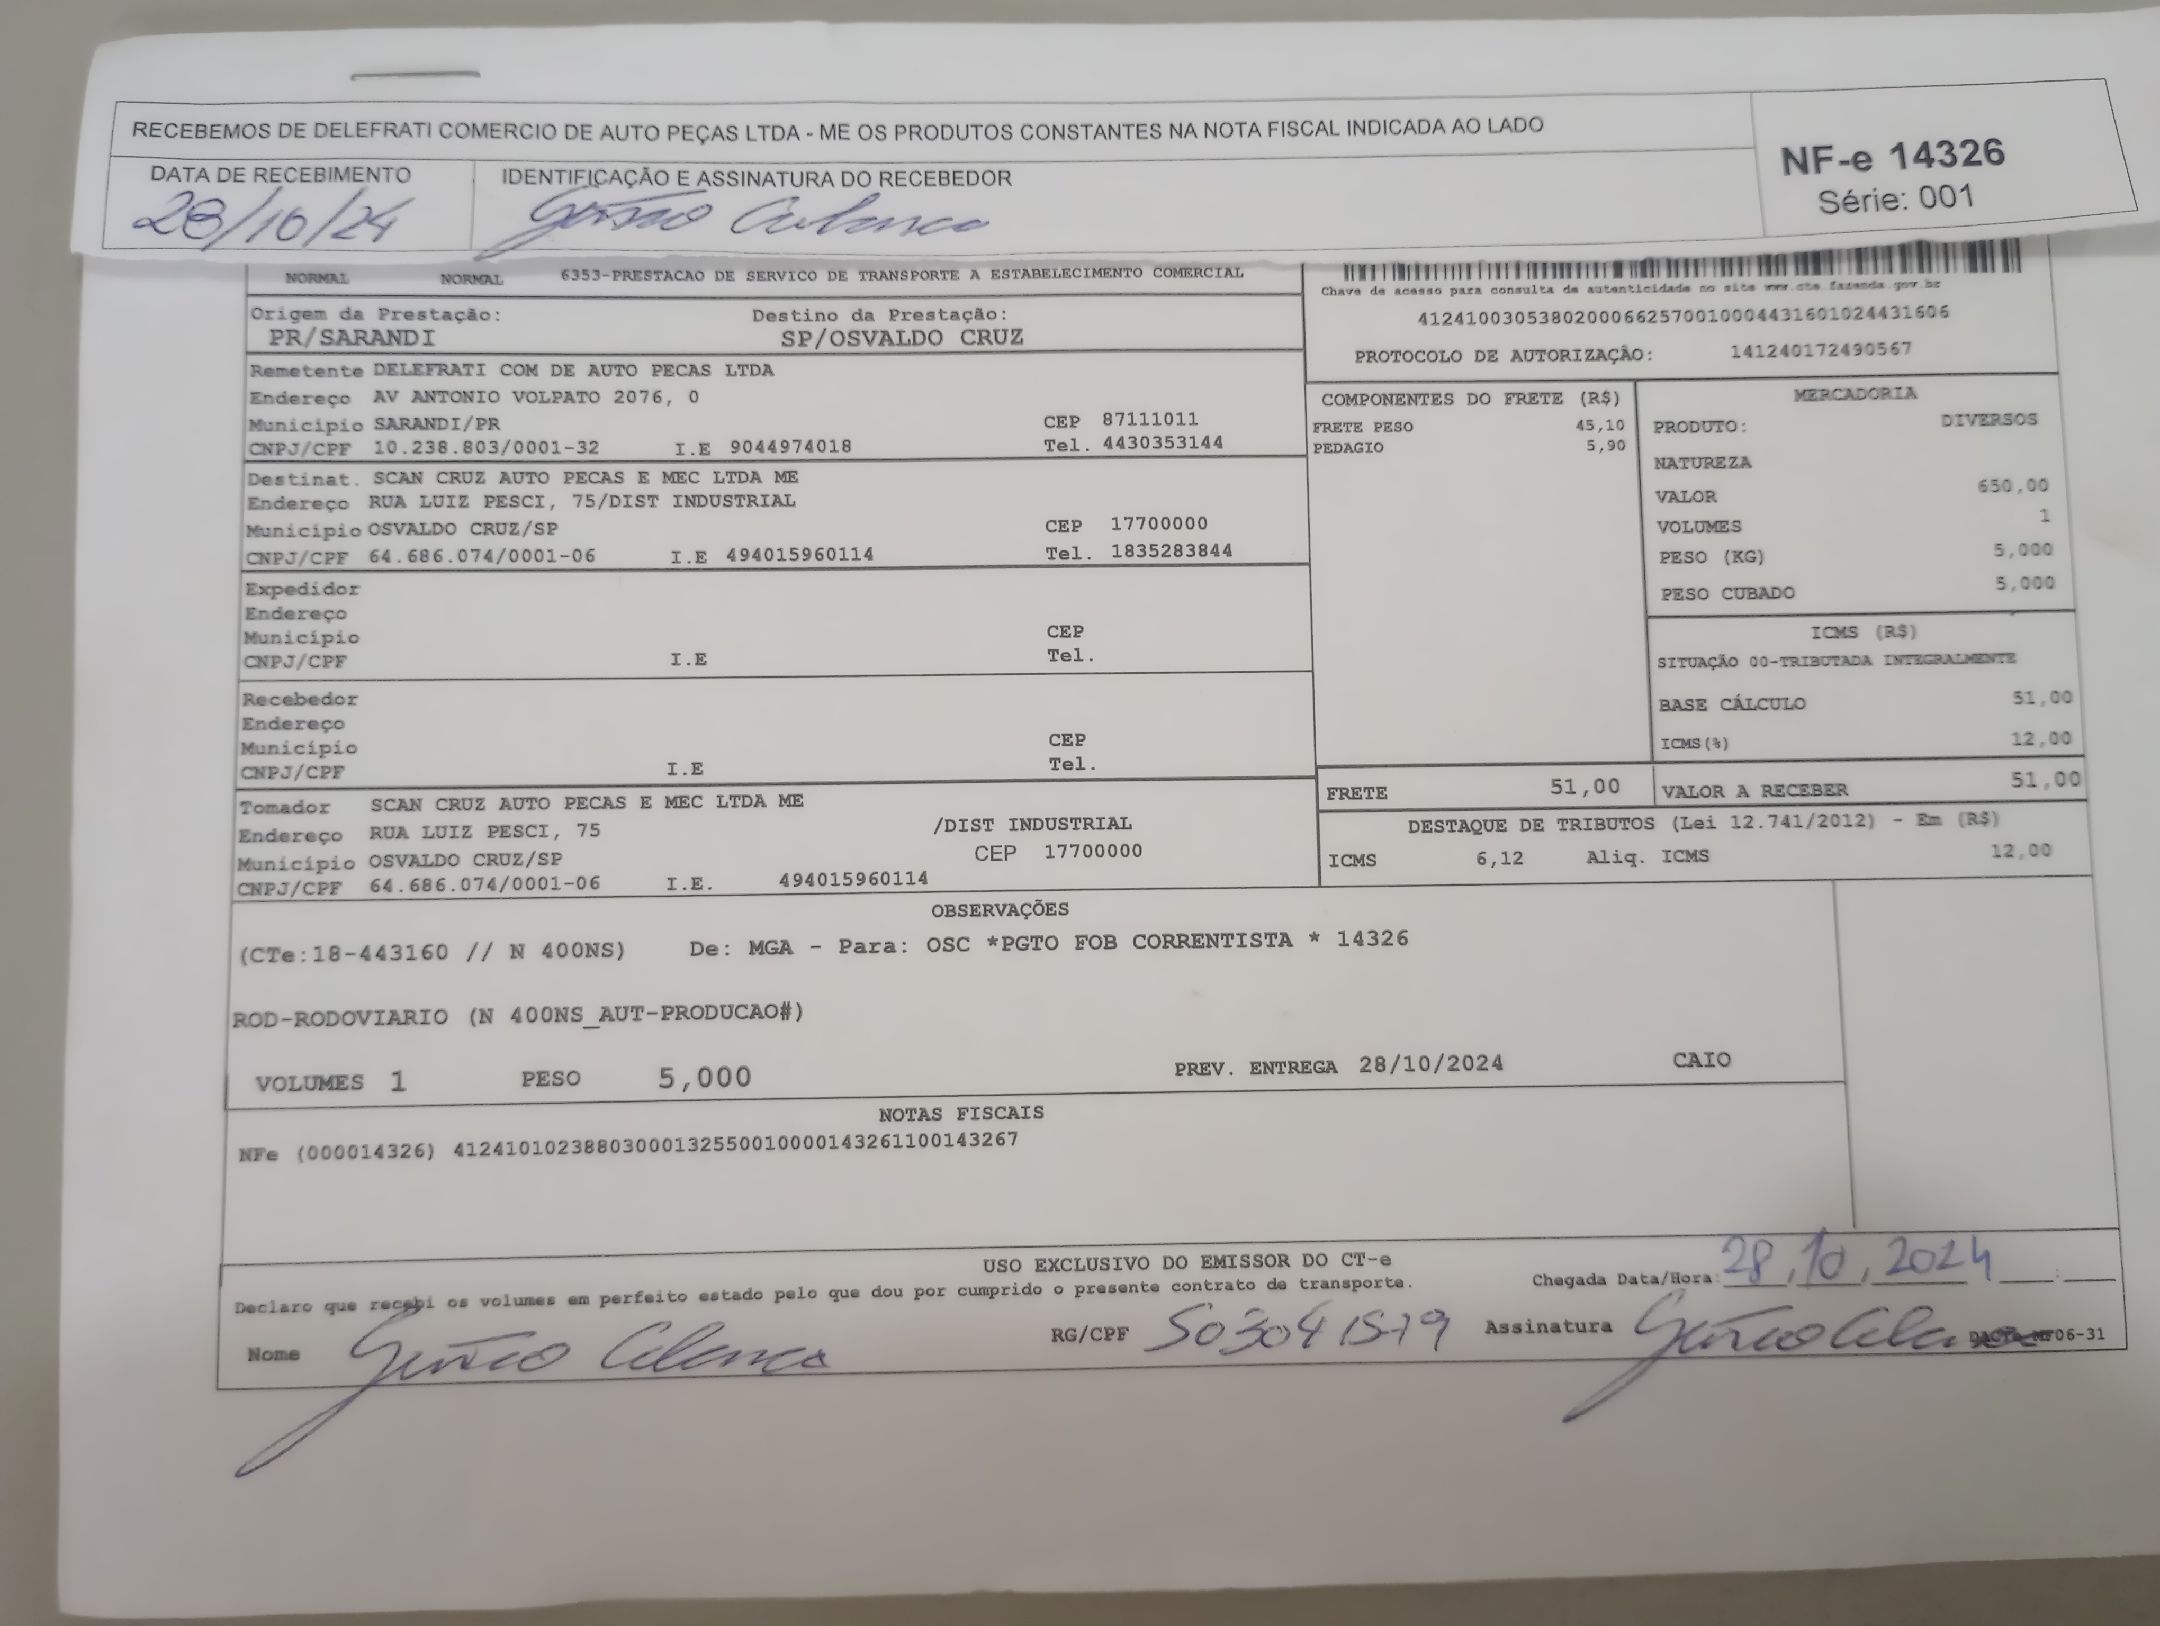 RECEBEMOS DE DELEFRATI COMERCIO DE AUTO PEÇAS LTDA - ME OS PRODUTOS CONSTANTES NA NOTA FISCAL INDICADA AO LADO
NF-e 14326
Série: 001
DATA DE RECEBIMENTO IDENTIFICAÇÃO E ASSINATURA DO RECEBEDOR
28/10/24
NORMAL NORMAL 6353-PRESTACAO DE SERVICO DE TRANSPORTE A ESTABELECIMENTO COMERCIAL
Chave de acesso para consulta de autenticidade no site www.cte.fazenda.gov.br
41241003053802000662570010004431601024431606
PROTOCOLO DE AUTORIZAÇÃO: 141240172490567
Origem da Prestação: Destino da Prestação:
PR/SARANDI SP/OSVALDO CRUZ
Remetente DELEFRATI COM DE AUTO PECAS LTDA
Endereço AV ANTONIO VOLPATO 2076, 0
Município SARANDI/PR CEP 87111011
CNPJ/CPF 10.238.803/0001-32 I.E 9044974018 Tel. 4430353144
Destinat. SCAN CRUZ AUTO PECAS E MEC LTDA ME
Endereço RUA LUIZ PESCI, 75/DIST INDUSTRIAL
Município OSVALDO CRUZ/SP CEP 17700000
CNPJ/CPF 64.686.074/0001-06 I.E 494015960114 Tel. 1835283844
Expedidor
Endereço
Município CEP
CNPJ/CPF I.E Tel.
Recebedor
Endereço
Município CEP
CNPJ/CPF I.E Tel.
Tomador SCAN CRUZ AUTO PECAS E MEC LTDA ME
Endereço RUA LUIZ PESCI, 75 /DIST INDUSTRIAL
Município OSVALDO CRUZ/SP CEP 17700000
CNPJ/CPF 64.686.074/0001-06 I.E. 494015960114
COMPONENTES DO FRETE (R$)
FRETE PESO 45,10
PEDAGIO 5,90
MERCADORIA
PRODUTO: DIVERSOS
NATUREZA
VALOR 650,00
VOLUMES 1
PESO (KG) 5,000
PESO CUBADO 5,000
ICMS (R$)
SITUAÇÃO 00-TRIBUTADA INTEGRALMENTE
BASE CÁLCULO 51,00
ICMS(%) 12,00
FRETE 51,00 VALOR A RECEBER 51,00
DESTAQUE DE TRIBUTOS (Lei 12.741/2012) - Em (R$)
ICMS 6,12 Aliq. ICMS 12,00
OBSERVAÇÕES
(CTe:18-443160 // N 400NS) De: MGA - Para: OSC *PGTO FOB CORRENTISTA * 14326
ROD-RODOVIARIO (N 400NS_AUT-PRODUCAO#)
VOLUMES 1 PESO 5,000 PREV. ENTREGA 28/10/2024 CAIO
NOTAS FISCAIS
NFe (000014326) 41241010238803000132550010000143261100143267
USO EXCLUSIVO DO EMISSOR DO CT-e
Declaro que recebi os volumes em perfeito estado pelo que dou por cumprido o presente contrato de transporte. Chegada Data/Hora: 28,10,2024 __:__
Nome RG/CPF Assinatura 06-31